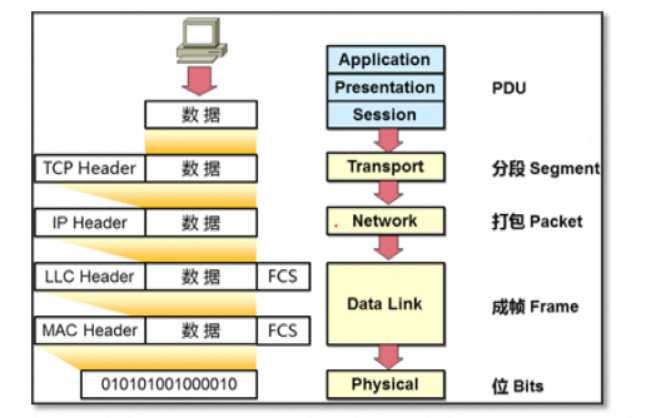 Application
Presentation
PDU
数据
Session
TCP Header
数据
Transport
分段 Segment
IP Header
数据
Network
打包 Packet
LLC Header
数据
FCS
Data Link
成帧 Frame
MAC Header
数据
FCS
010101001000010
Physical
位 Bits